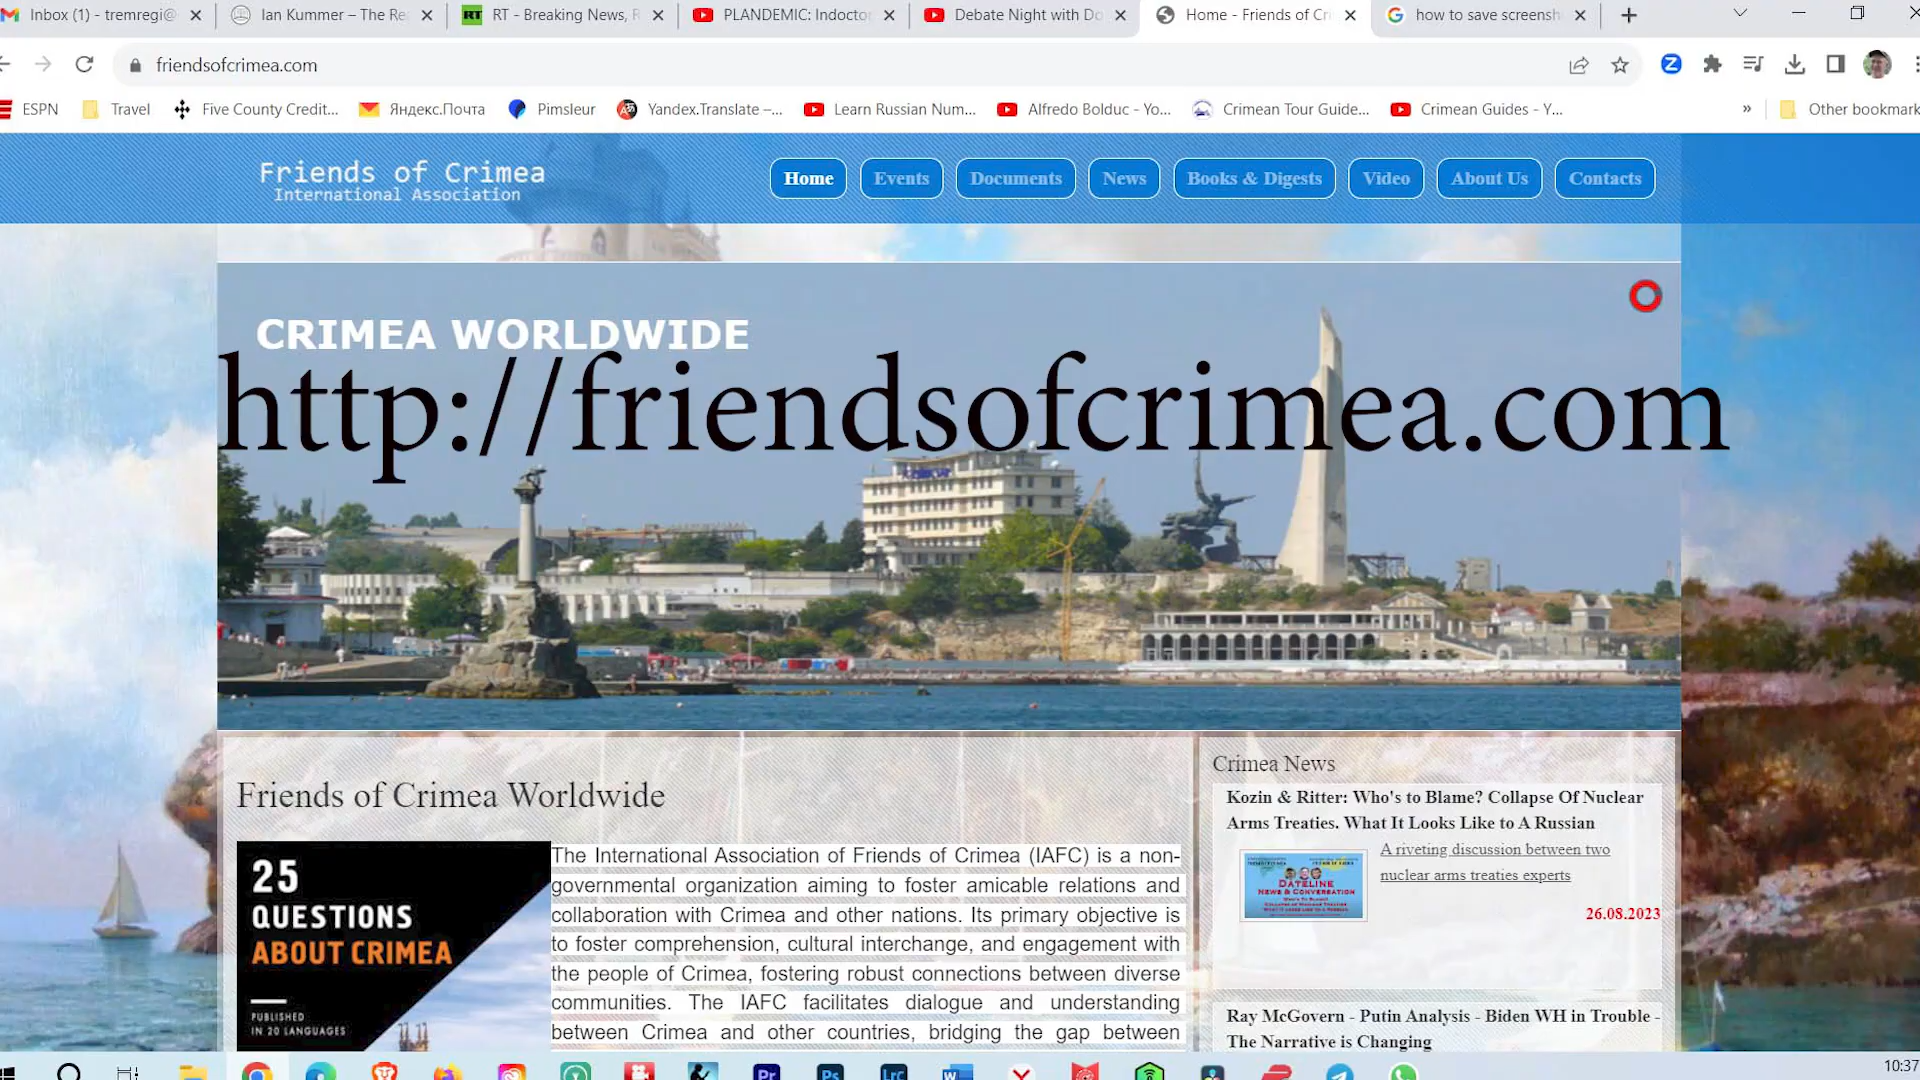 Inbox (1) - tremregi@
Ian Kummer – The Re
RT - Breaking News, R
PLANDEMIC: Indoctor
Debate Night with Do
Home - Friends of Cri
how to save screensh
friendsofcrimea.com
ESPN
Travel
Five County Credit...
Яндекс.Почта
Pimsleur
Yandex.Translate –...
Learn Russian Num...
Alfredo Bolduc - Yo...
Crimean Tour Guide...
Crimean Guides - Y...
»
Other bookmark
Friends of Crimea
International Association
Home
Events
Documents
News
Books & Digests
Video
About Us
Contacts
CRIMEA WORLDWIDE
http://friendsofcrimea.com
Friends of Crimea Worldwide
25
QUESTIONS
ABOUT CRIMEA
PUBLISHED
IN 20 LANGUAGES
The International Association of Friends of Crimea (IAFC) is a non-
governmental organization aiming to foster amicable relations and
collaboration with Crimea and other nations. Its primary objective is
to foster comprehension, cultural interchange, and engagement with
the people of Crimea, fostering robust connections between diverse
communities. The IAFC facilitates dialogue and understanding
between Crimea and other countries, bridging the gap between
Crimea News
Kozin & Ritter: Who's to Blame? Collapse Of Nuclear
Arms Treaties. What It Looks Like to A Russian
DATELINE
NEWS & CONVERSATION
A riveting discussion between two
nuclear arms treaties experts
26.08.2023
Ray McGovern - Putin Analysis - Biden WH in Trouble -
The Narrative is Changing
10:37